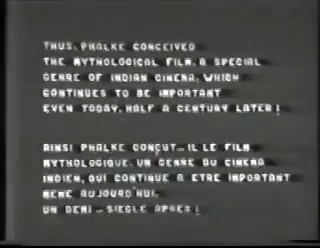 THUS, PHALKE CONCEIVED
THE MYTHOLOGICAL FILM, A SPECIAL
GENRE OF INDIAN CINEMA, WHICH
CONTINUES TO BE IMPORTANT
EVEN TODAY, HALF A CENTURY LATER!
AINSI PHALKE CONÇUT_ IL LE FILM
MYTHOLOGIQUE. UN GENRE DU CINEMA
INDIEN, QUI CONTINUE A ETRE IMPORTANT
MEME AUJOURD'HUI,
UN DEMI _ SIECLE APRES!